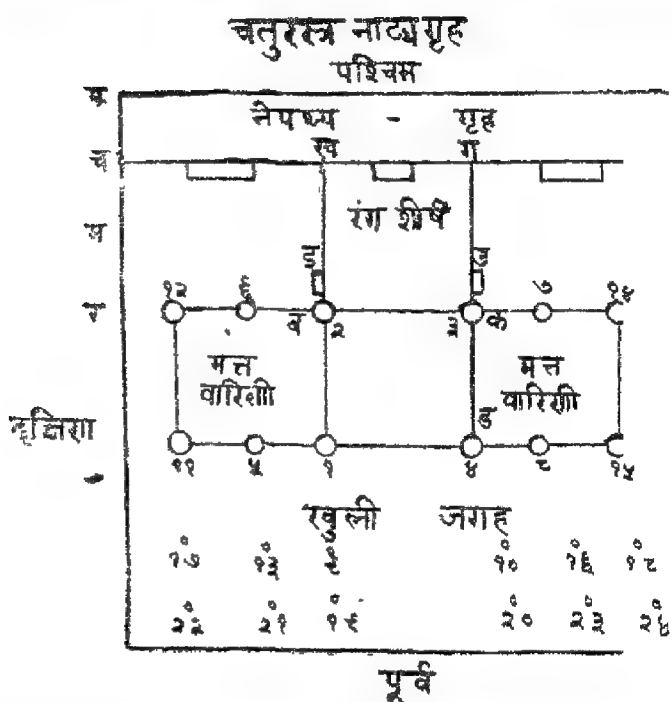 चतुरस्त्र नाट्यगृह
पश्चिम
नेपथ्य - गृह
च ख ग
रंग शीर्ष
१२ ६ ७
व २ ३ क
मत्त मत्त
वारिणी वारिणी
दक्षिण
ड
११ ५ १ ४ ८ १५
खुली जगह
१७ १३ ९ १० १६ १८
२२ २१ १९ २० २३ २४
पूर्व